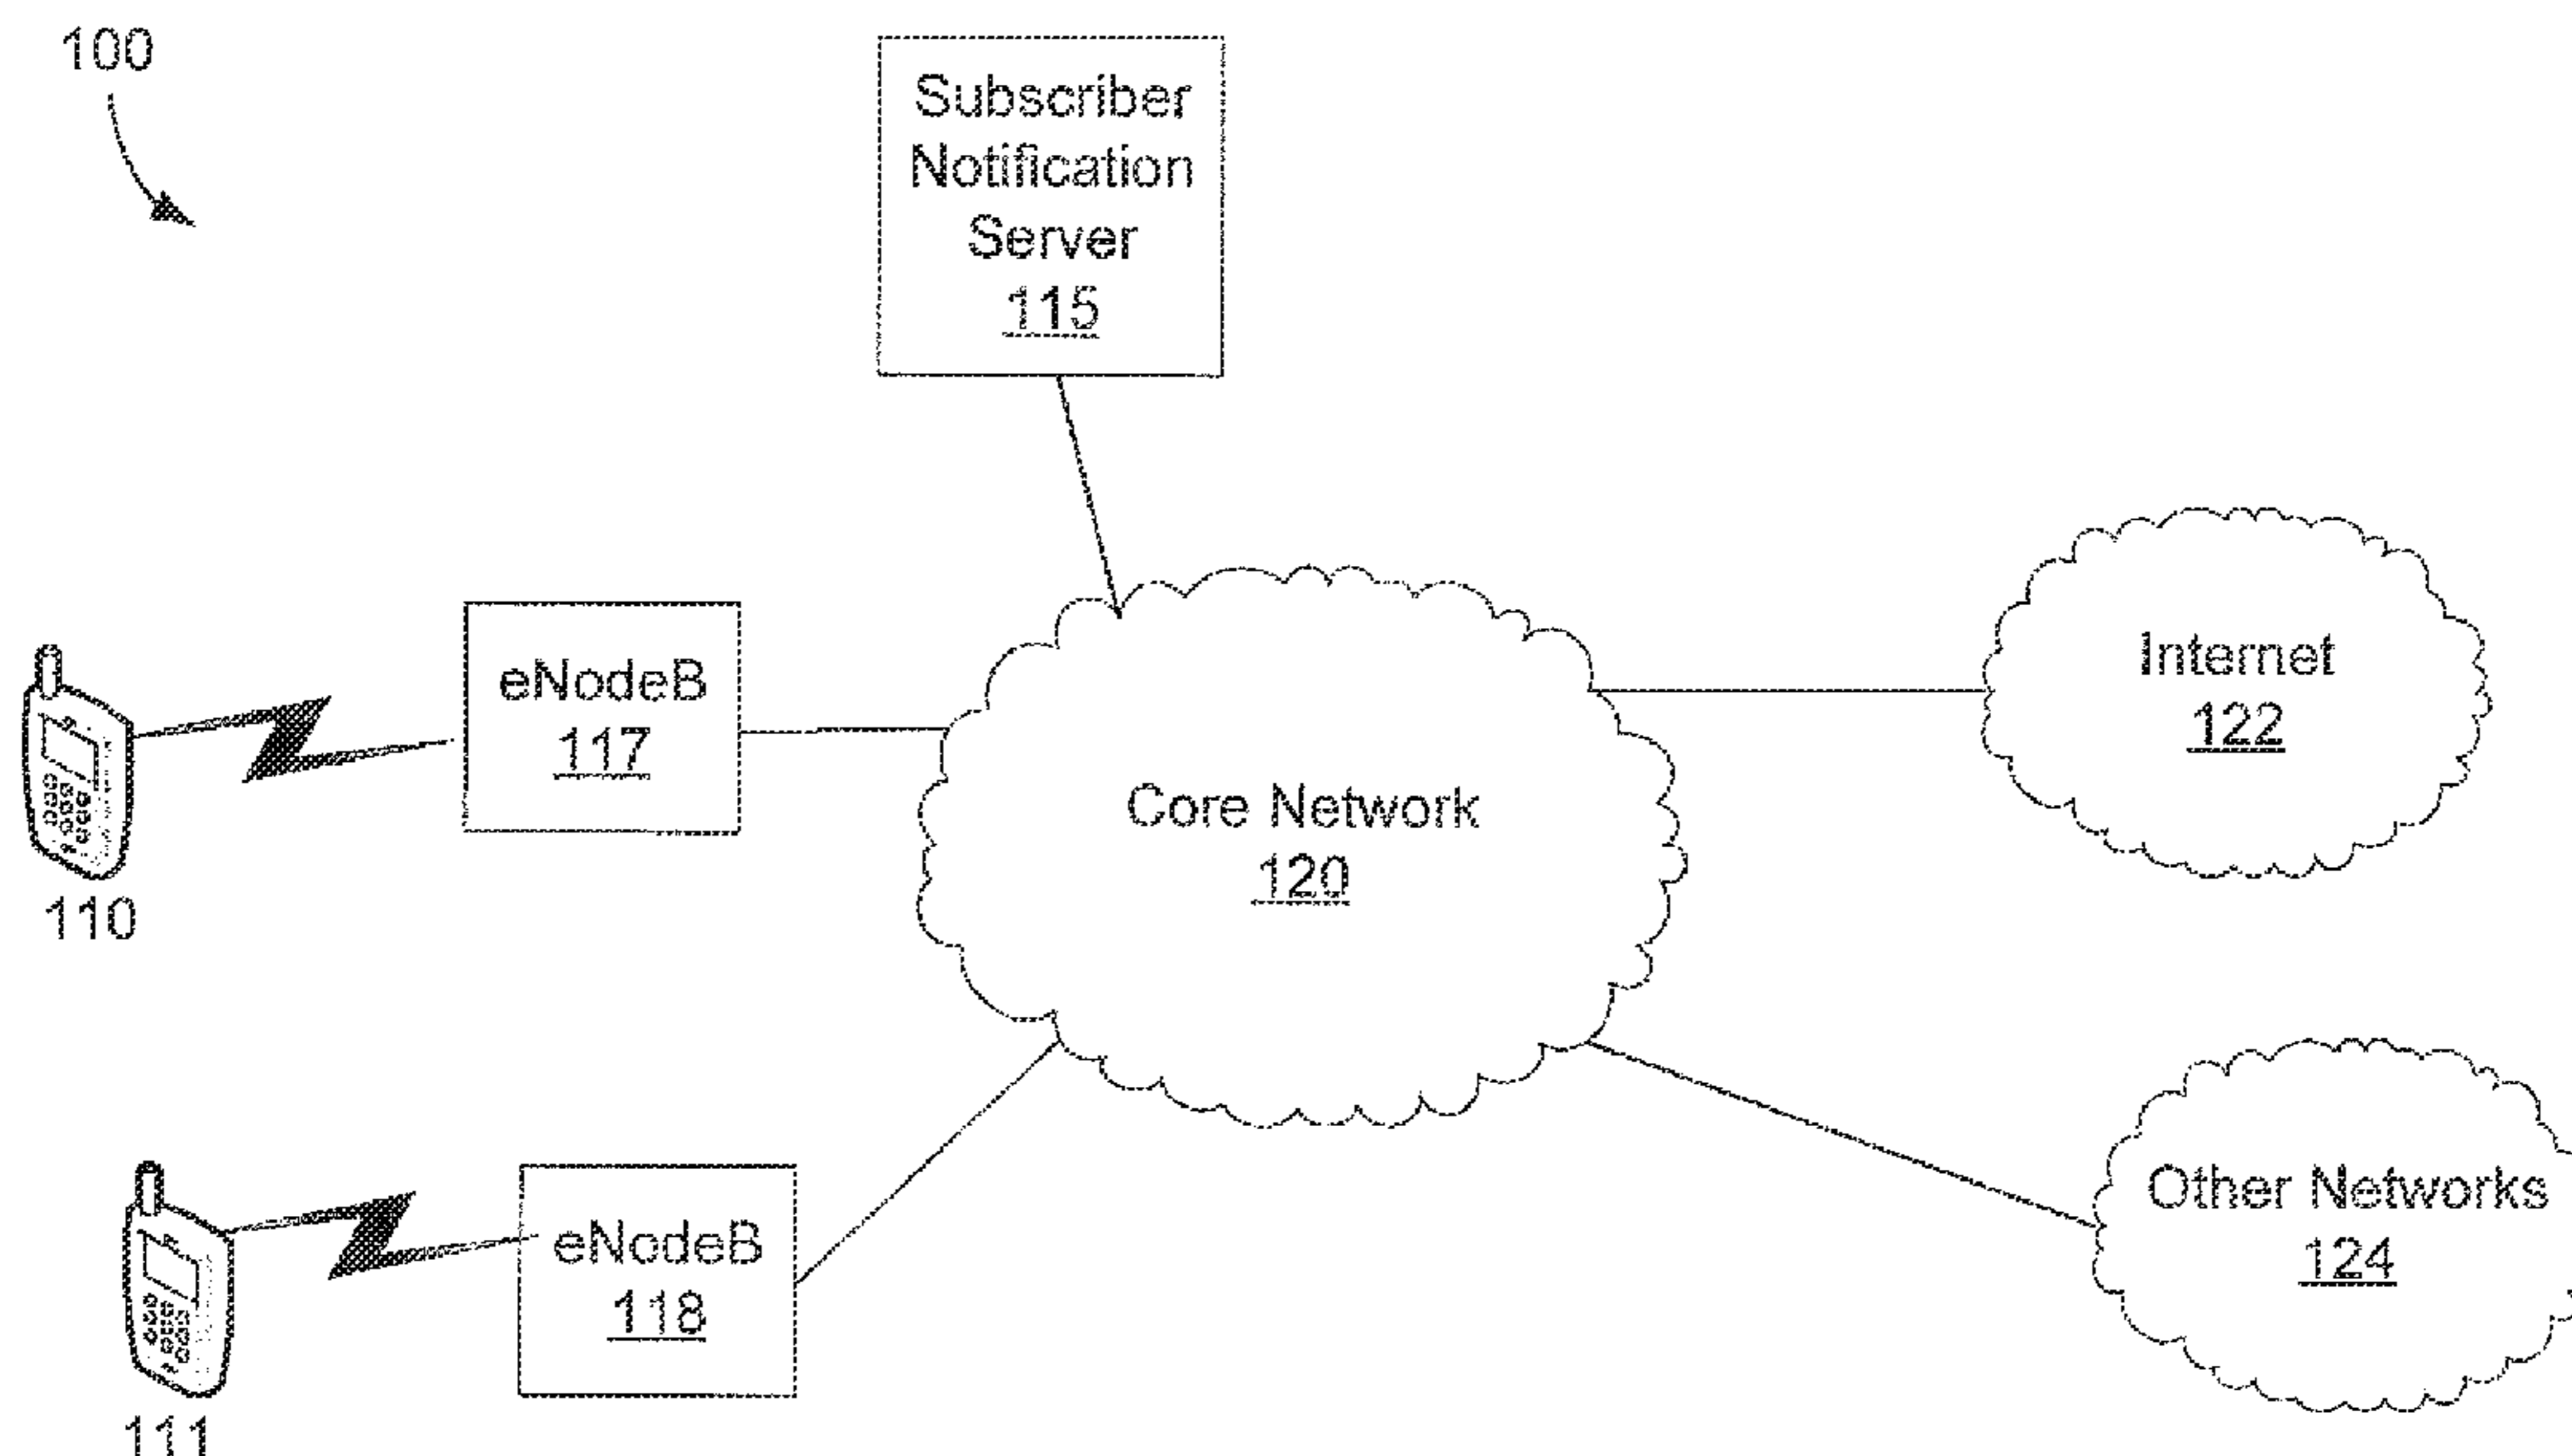 100
Subscriber
Notification
Server
115
eNodeB
117
Internet
122
Core Network
120
110
eNodeB
118
Other Networks
124
111